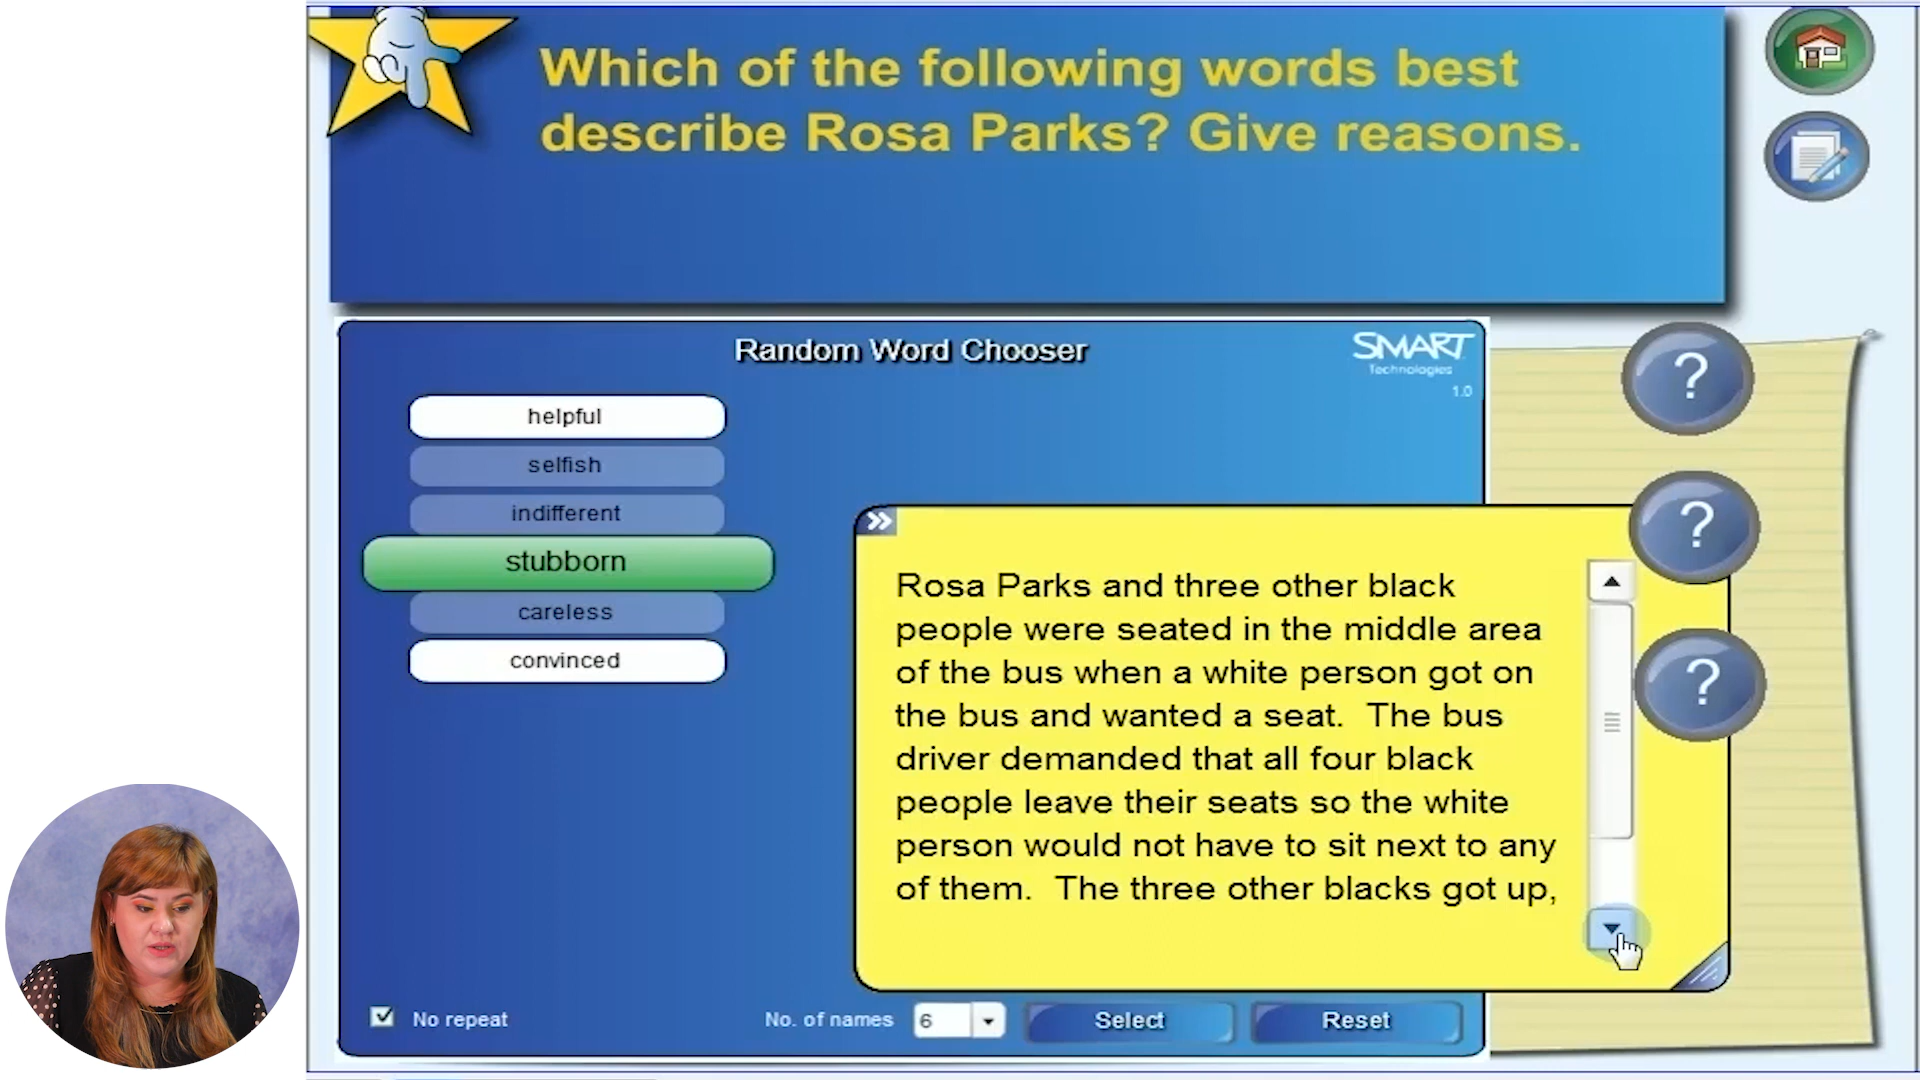 Which of the following words best
describe Rosa Parks? Give reasons.
Random Word Chooser
SMART
Technologies
1.0
helpful
selfish
indifferent
stubborn
careless
convinced
?
?
?
Rosa Parks and three other black
people were seated in the middle area
of the bus when a white person got on
the bus and wanted a seat. The bus
driver demanded that all four black
people leave their seats so the white
person would not have to sit next to any
of them. The three other blacks got up,
No repeat
No. of names
6
Select
Reset